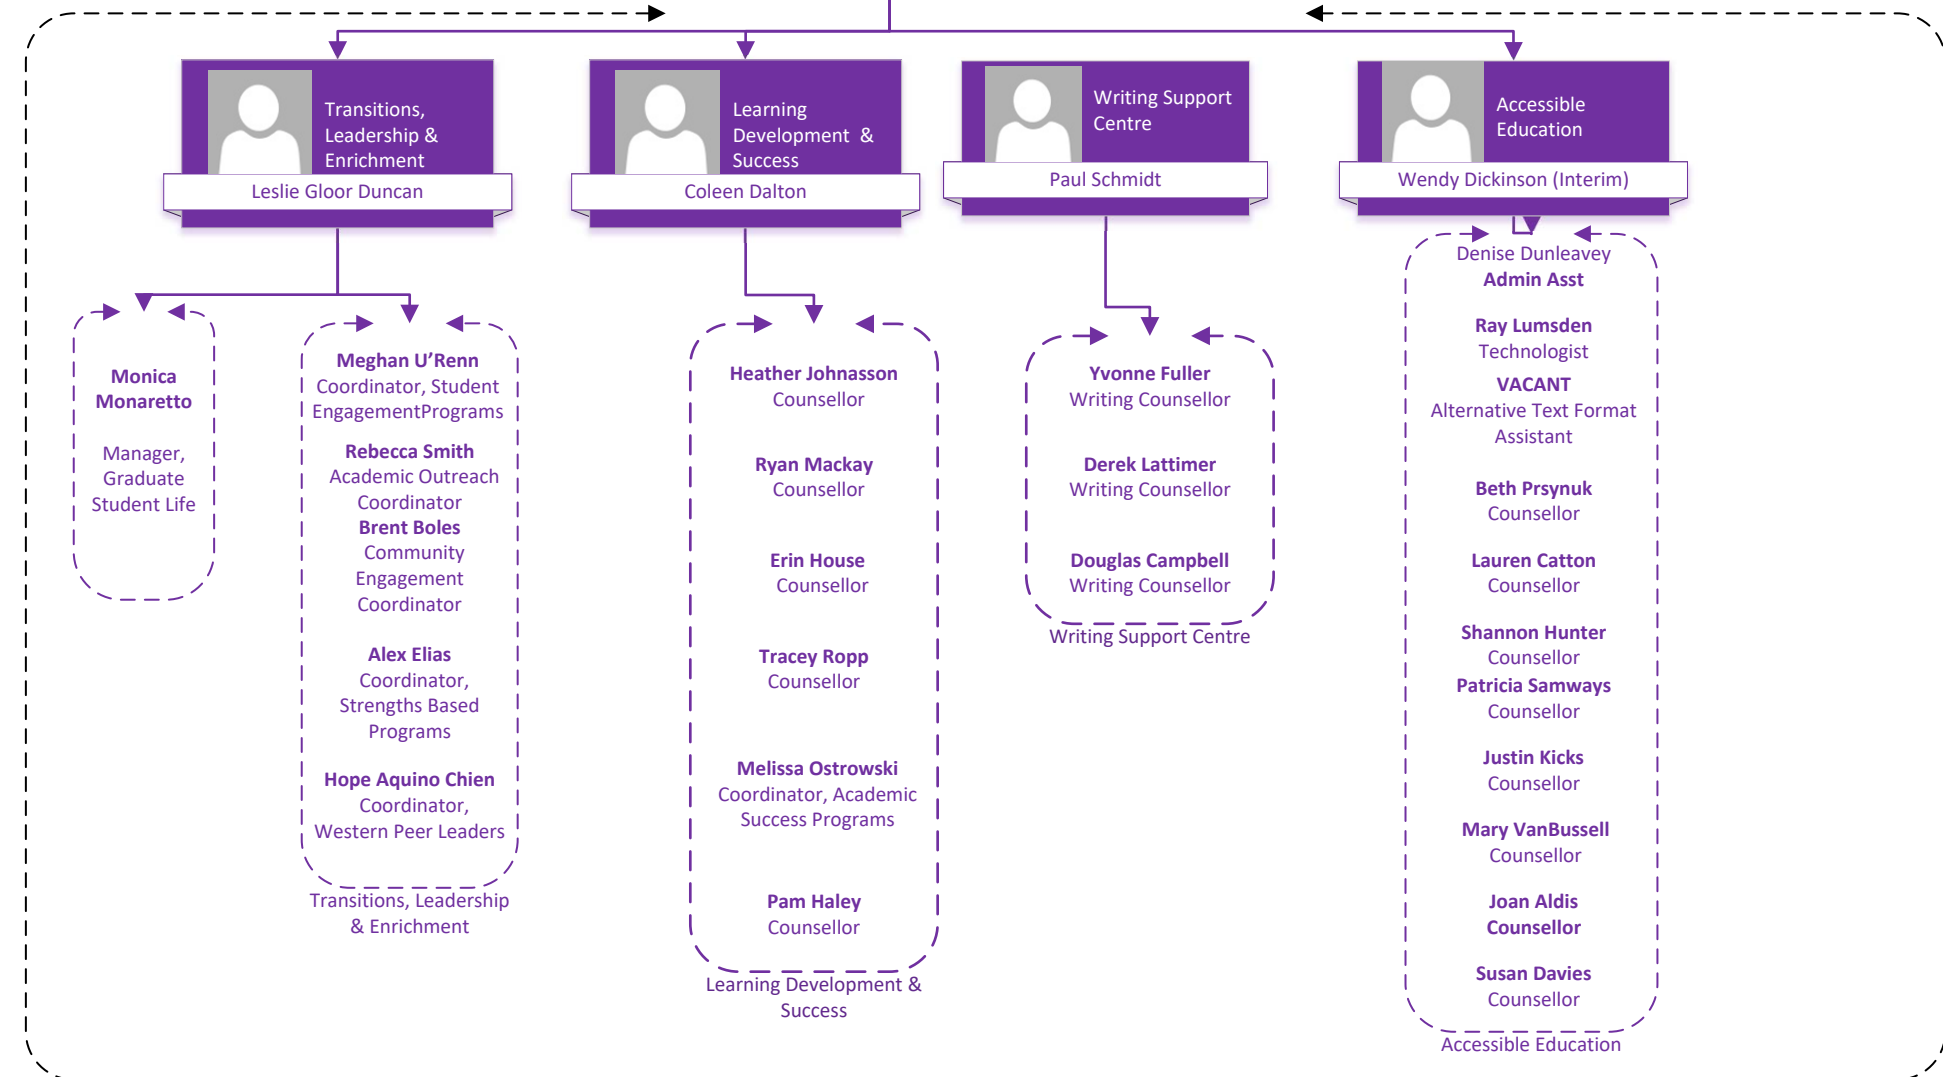 Transitions,
Leadership &
Enrichment
Leslie Gloor Duncan
Learning
Development &
Success
Coleen Dalton
Writing Support
Centre
Paul Schmidt
Accessible
Education
Wendy Dickinson (Interim)
Monica
Monaretto
Manager,
Graduate
Student Life
Meghan U’Renn
Coordinator, Student
EngagementPrograms
Rebecca Smith
Academic Outreach
Coordinator
Brent Boles
Community
Engagement
Coordinator
Alex Elias
Coordinator,
Strengths Based
Programs
Hope Aquino Chien
Coordinator,
Western Peer Leaders
Transitions, Leadership
& Enrichment
Heather Johnasson
Counsellor
Ryan Mackay
Counsellor
Erin House
Counsellor
Tracey Ropp
Counsellor
Melissa Ostrowski
Coordinator, Academic
Success Programs
Pam Haley
Counsellor
Learning Development &
Success
Yvonne Fuller
Writing Counsellor
Derek Lattimer
Writing Counsellor
Douglas Campbell
Writing Counsellor
Writing Support Centre
Denise Dunleavey
Admin Asst
Ray Lumsden
Technologist
VACANT
Alternative Text Format
Assistant
Beth Prsynuk
Counsellor
Lauren Catton
Counsellor
Shannon Hunter
Counsellor
Patricia Samways
Counsellor
Justin Kicks
Counsellor
Mary VanBussell
Counsellor
Joan Aldis
Counsellor
Susan Davies
Counsellor
Accessible Education